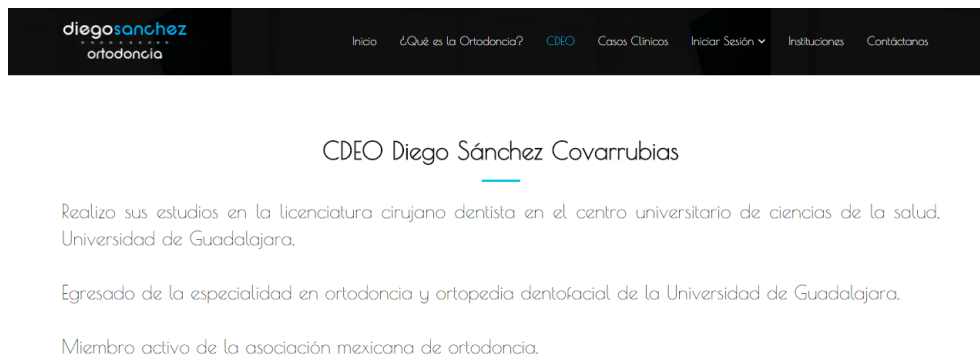 diegosanchez
ortodoncia
Inicio ¿Qué es la Ortodoncia? CDEO Casos Clínicos Iniciar Sesión Instituciones Contáctanos
CDEO Diego Sánchez Covarrubias
Realizo sus estudios en la licenciatura cirujano dentista en el centro universitario de ciencias de la salud,
Universidad de Guadalajara.
Egresado de la especialidad en ortodoncia y ortopedia dentofacial de la Universidad de Guadalajara.
Miembro activo de la asociación mexicana de ortodoncia.